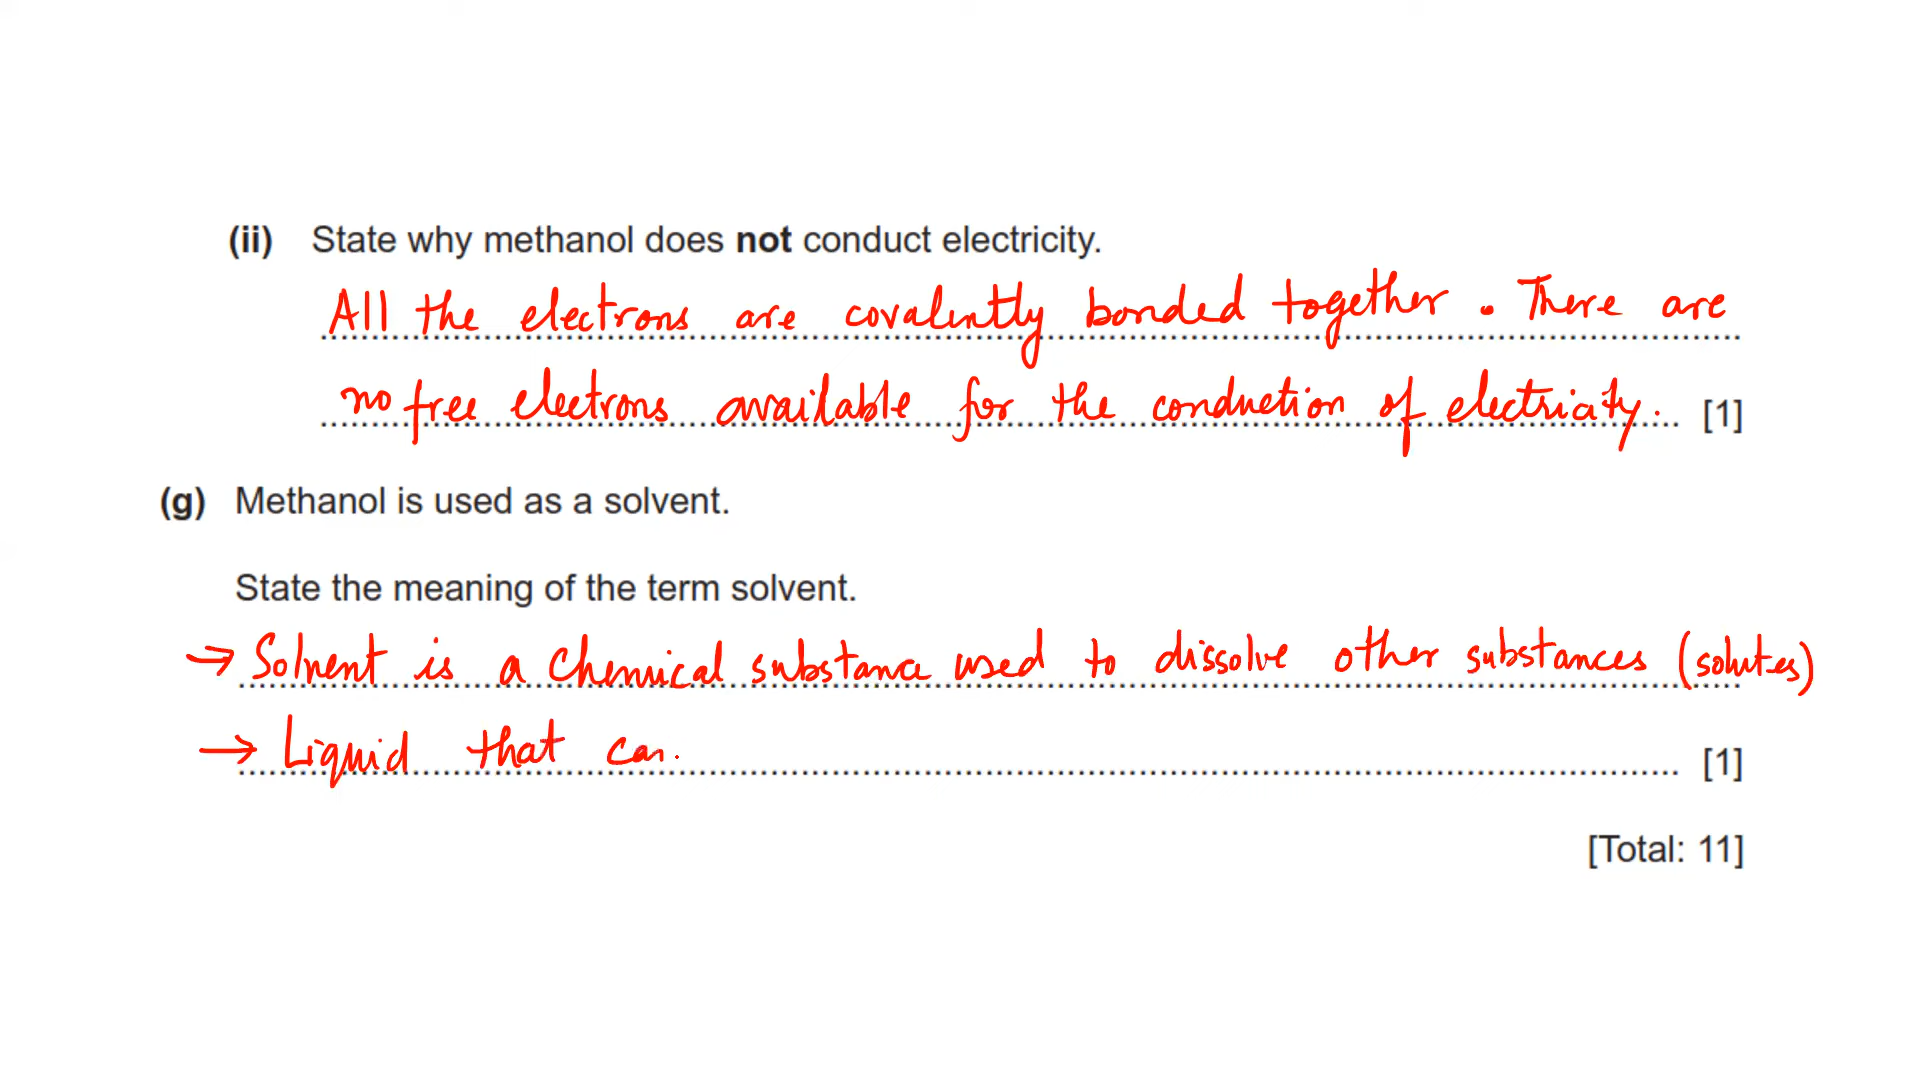 (ii) State why methanol does not conduct electricity.
All the electrons are covalently bonded together. There are
no free electrons available for the conduction of electricity. [1]
(g) Methanol is used as a solvent.
State the meaning of the term solvent.
→ Solvent is a chemical substance used to dissolve other substances (solutes)
→ Liquid that can [1]
[Total: 11]